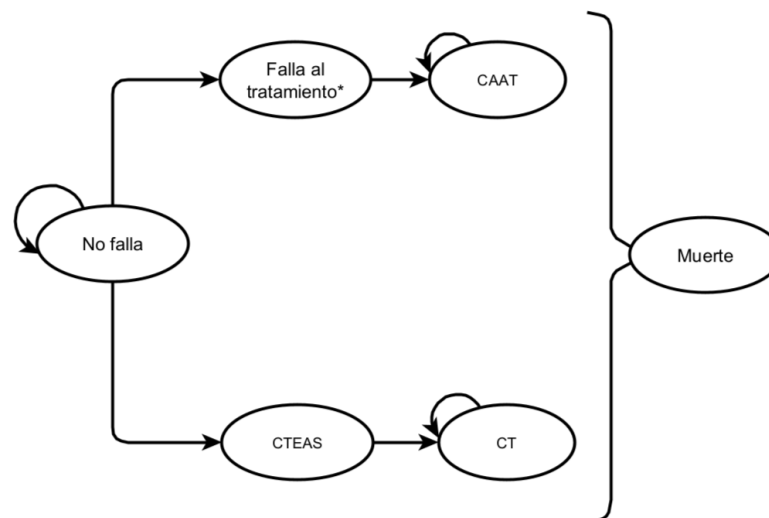 Falla al
tratamiento*
CAAT
No falla
Muerte
CTEAS
CT